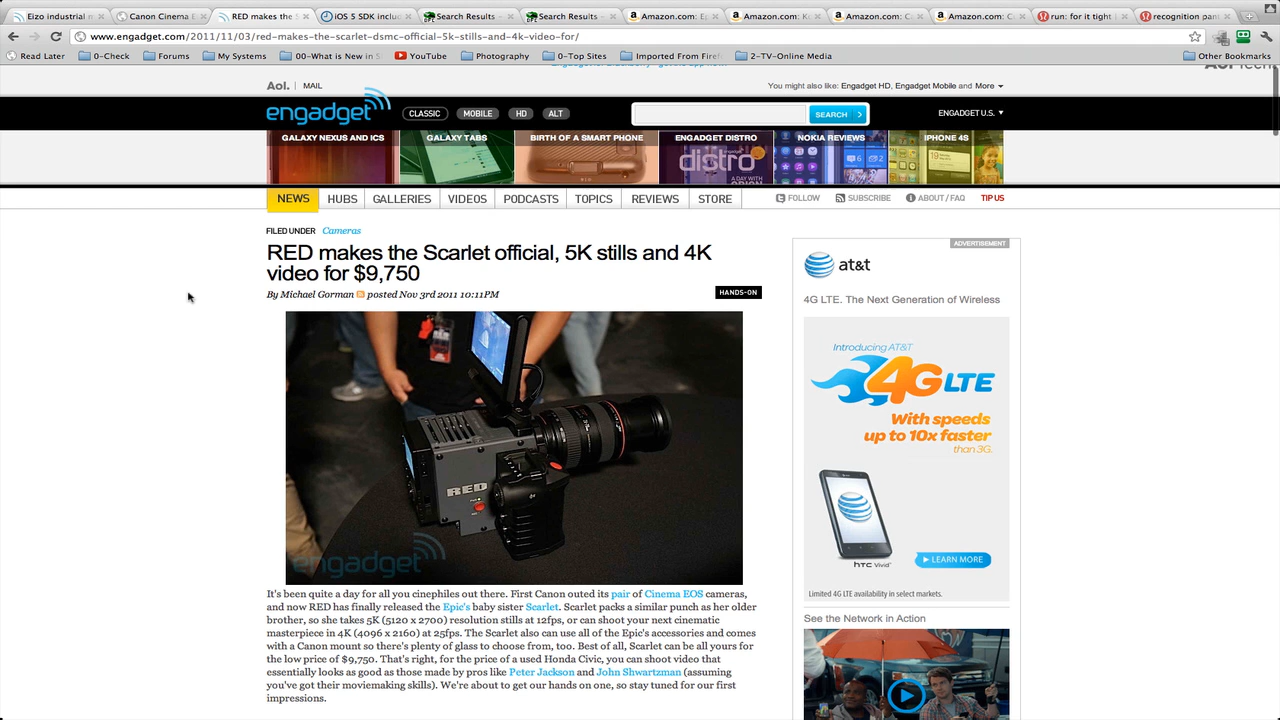 Eizo industrial
Canon Cinema E
RED makes the S
iOS 5 SDK inclu
Search Results -
Search Results -
Amazon.com: E
Amazon.com: K
Amazon.com: C
Amazon.com: C
run: for it tight
recognition pan
www.engadget.com/2011/11/03/red-makes-the-scarlet-dsmc-official-5k-stills-and-4k-video-for/
Read Later
0-Check
Forums
My Systems
00-What is New in S
YouTube
Photography
0-Top Sites
Imported From Firef
2-TV-Online Media
Other Bookmarks
Aol. | MAIL
You might also like: Engadget HD, Engadget Mobile and More
engadget
CLASSIC
MOBILE
HD
ALT
SEARCH
ENGADGET U.S.
GALAXY NEXUS AND ICS
GALAXY TABS
BIRTH OF A SMART PHONE
ENGADGET DISTRO
NOKIA REVIEWS
IPHONE 4S
distro
NEWS
HUBS
GALLERIES
VIDEOS
PODCASTS
TOPICS
REVIEWS
STORE
FOLLOW
SUBSCRIBE
ABOUT / FAQ
TIP US
FILED UNDER Cameras
RED makes the Scarlet official, 5K stills and 4K
video for $9,750
By Michael Gorman posted Nov 3rd 2011 10:11PM
HANDS-ON
RED
engadget
It's been quite a day for all you cinephiles out there. First Canon outed its pair of Cinema EOS cameras,
and now RED has finally released the Epic's baby sister Scarlet. Scarlet packs a similar punch as her older
brother, so she takes 5K (5120 x 2700) resolution stills at 12fps, or can shoot your next cinematic
masterpiece in 4K (4096 x 2160) at 25fps. The Scarlet also can use all of the Epic's accessories and comes
with a Canon mount so there's plenty of glass to choose from, too. Best of all, Scarlet can be all yours for
the low price of $9,750. That's right, for the price of a used Honda Civic, you can shoot video that
essentially looks as good as those made by pros like Peter Jackson and John Shwartzman (assuming
you've got their moviemaking skills). We're about to get our hands on one, so stay tuned for our first
impressions.
ADVERTISEMENT
at&t
4G LTE. The Next Generation of Wireless
Introducing AT&T
4G LTE
With speeds
up to 10x faster
than 3G.
at&t
htc Vivid
LEARN MORE
Limited 4G LTE availability in select markets.
See the Network in Action